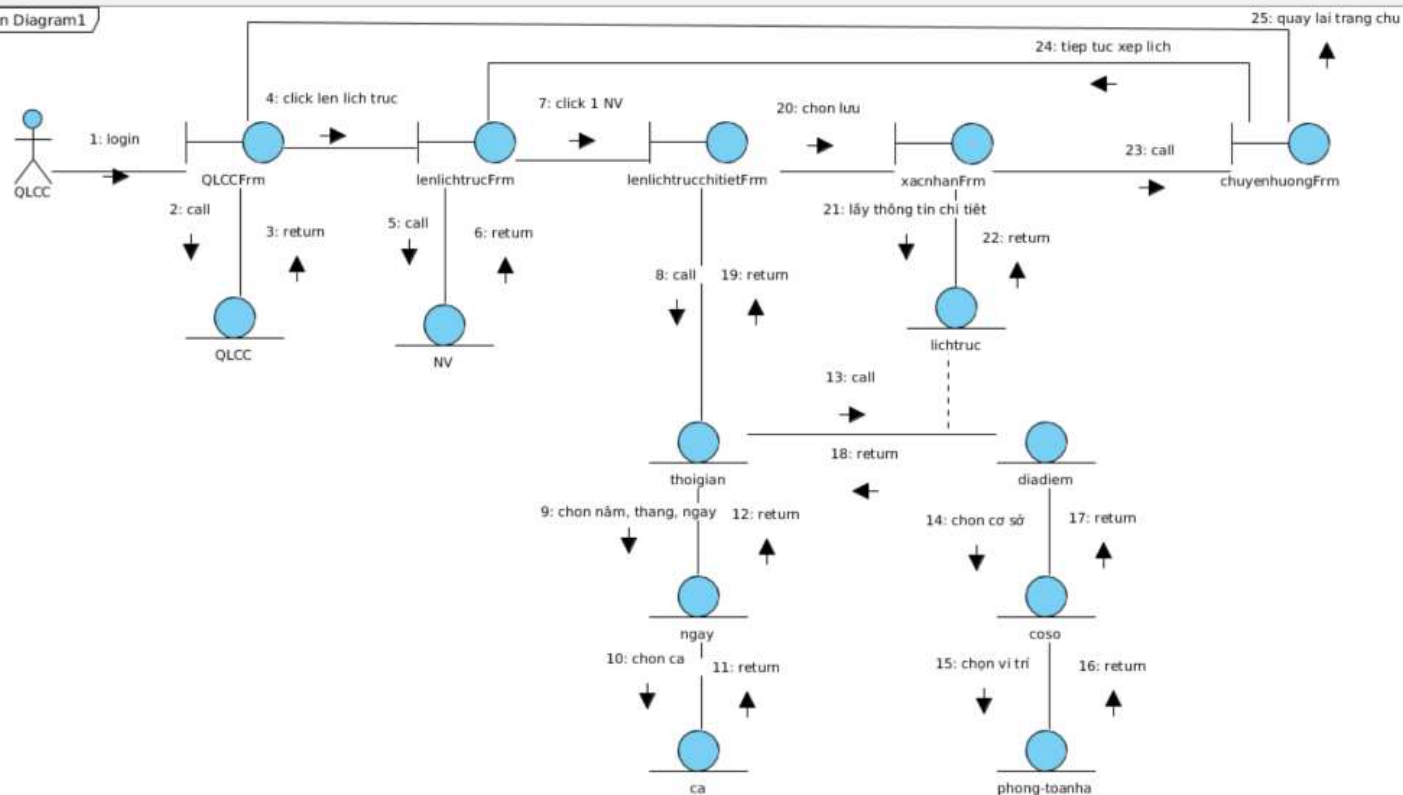 n Diagram1
25: quay lai trang chu
24: tiep tuc xep lich
4: click len lich truc
7: click 1 NV
20: chon lưu
1: login
23: call
QLCC
QLCCFrm
lenlichtrucFrm
lenlichtrucchitietFrm
xacnhanFrm
chuyenhuongFrm
2: call
3: return
5: call
6: return
21: lấy thông tin chi tiêt
22: return
8: call
19: return
QLCC
NV
lichtruc
13: call
18: return
thoigian
diadiem
9: chon năm, thang, ngay
12: return
14: chon cơ sở
17: return
ngay
coso
10: chon ca
11: return
15: chọn vi trí
16: return
ca
phong-toanha